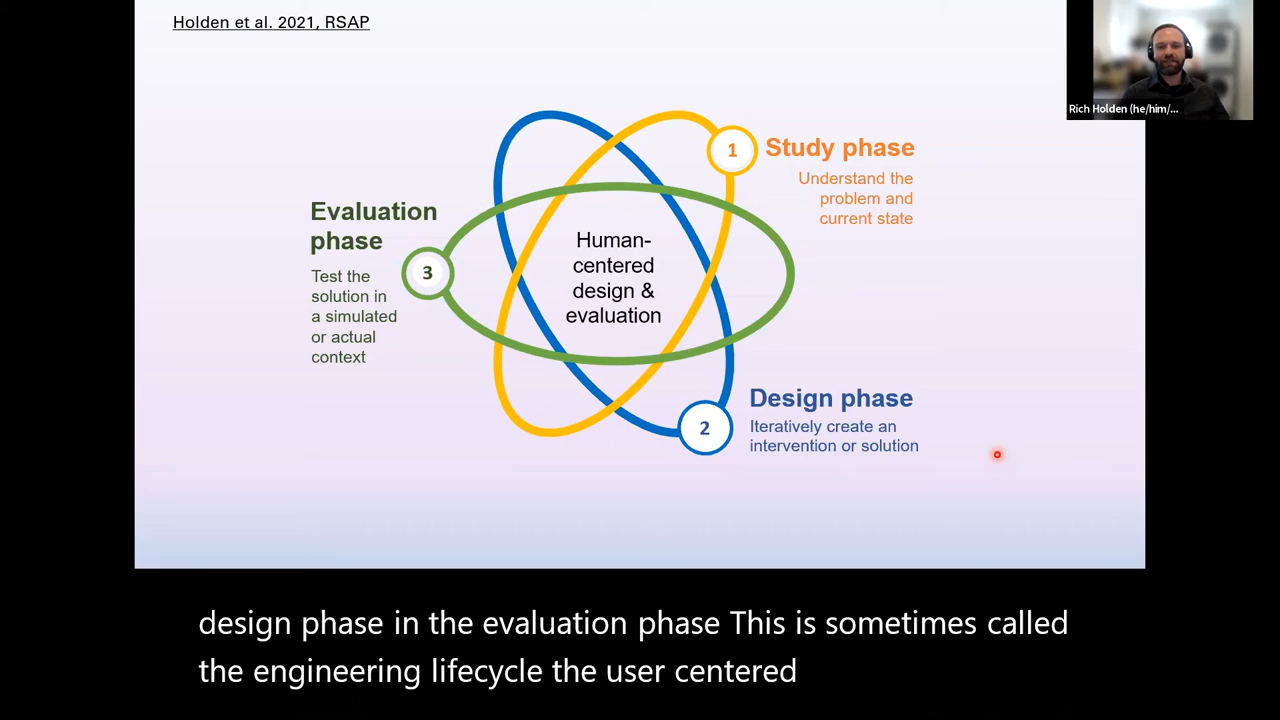 Holden et al. 2021, RSAP
Rich Holden (he/him/...
1
Study phase
Understand the
problem and
current state
Evaluation
phase
3
Test the
solution in
a simulated
or actual
context
Human-
centered
design &
evaluation
Design phase
2
Iteratively create an
intervention or solution
design phase in the evaluation phase This is sometimes called
the engineering lifecycle the user centered